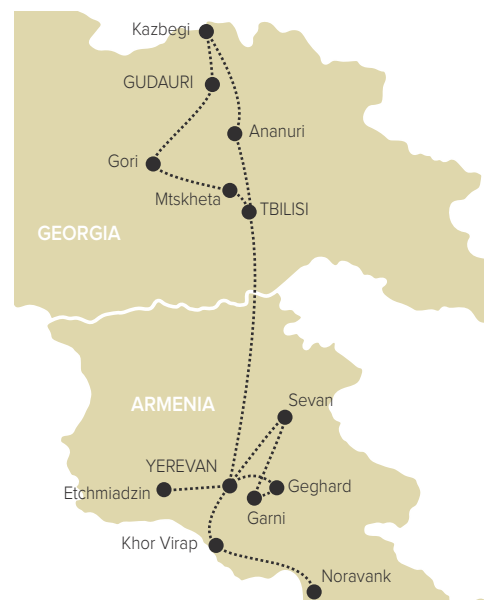 Kazbegi
GUDAURI
Ananuri
Gori
Mtskheta
TBILISI
GEORGIA
Sevan
ARMENIA
YEREVAN
Etchmiadzin
Geghard
Garni
Khor Virap
Noravank